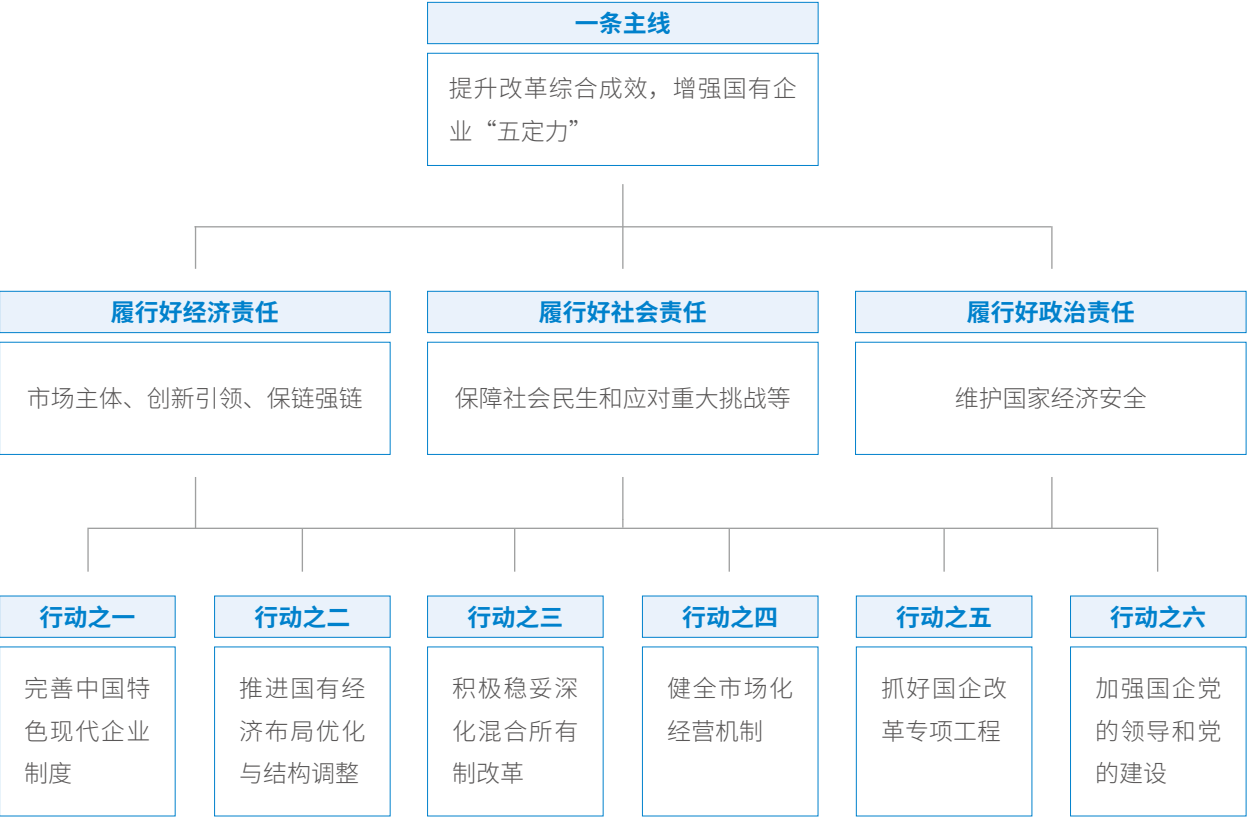 一条主线
提升改革综合成效，增强国有企
业“五定力”
履行好经济责任
市场主体、创新引领、保链强链
履行好社会责任
保障社会民生和应对重大挑战等
履行好政治责任
维护国家经济安全
行动之一
完善中国特
色现代企业
制度
行动之二
推进国有经
济布局优化
与结构调整
行动之三
积极稳妥深
化混合所有
制改革
行动之四
健全市场化
经营机制
行动之五
抓好国企改
革专项工程
行动之六
加强国企党
的领导和党
的建设